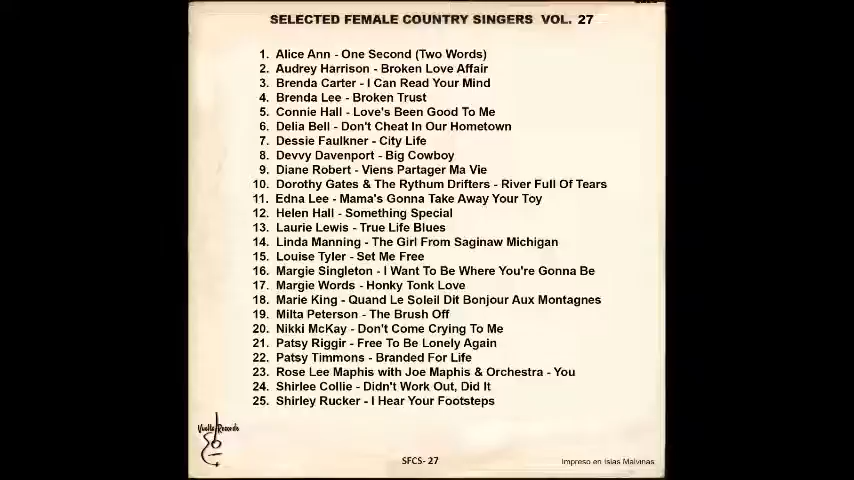 SELECTED FEMALE COUNTRY SINGERS VOL. 27
1. Alice Ann - One Second (Two Words)
2. Audrey Harrison - Broken Love Affair
3. Brenda Carter - I Can Read Your Mind
4. Brenda Lee - Broken Trust
5. Connie Hall - Love's Been Good To Me
6. Delia Bell - Don't Cheat In Our Hometown
7. Dessie Faulkner - City Life
8. Devvy Davenport - Big Cowboy
9. Diane Robert - Viens Partager Ma Vie
10. Dorothy Gates & The Rythum Drifters - River Full Of Tears
11. Edna Lee - Mama's Gonna Take Away Your Toy
12. Helen Hall - Something Special
13. Laurie Lewis - True Life Blues
14. Linda Manning - The Girl From Saginaw Michigan
15. Louise Tyler - Set Me Free
16. Margie Singleton - I Want To Be Where You're Gonna Be
17. Margie Words - Honky Tonk Love
18. Marie King - Quand Le Soleil Dit Bonjour Aux Montagnes
19. Milta Peterson - The Brush Off
20. Nikki McKay - Don't Come Crying To Me
21. Patsy Riggir - Free To Be Lonely Again
22. Patsy Timmons - Branded For Life
23. Rose Lee Maphis with Joe Maphis & Orchestra - You
24. Shirlee Collie - Didn't Work Out, Did It
25. Shirley Rucker - I Hear Your Footsteps
Records
SFCS- 27
Impreso en Islas Malvinas